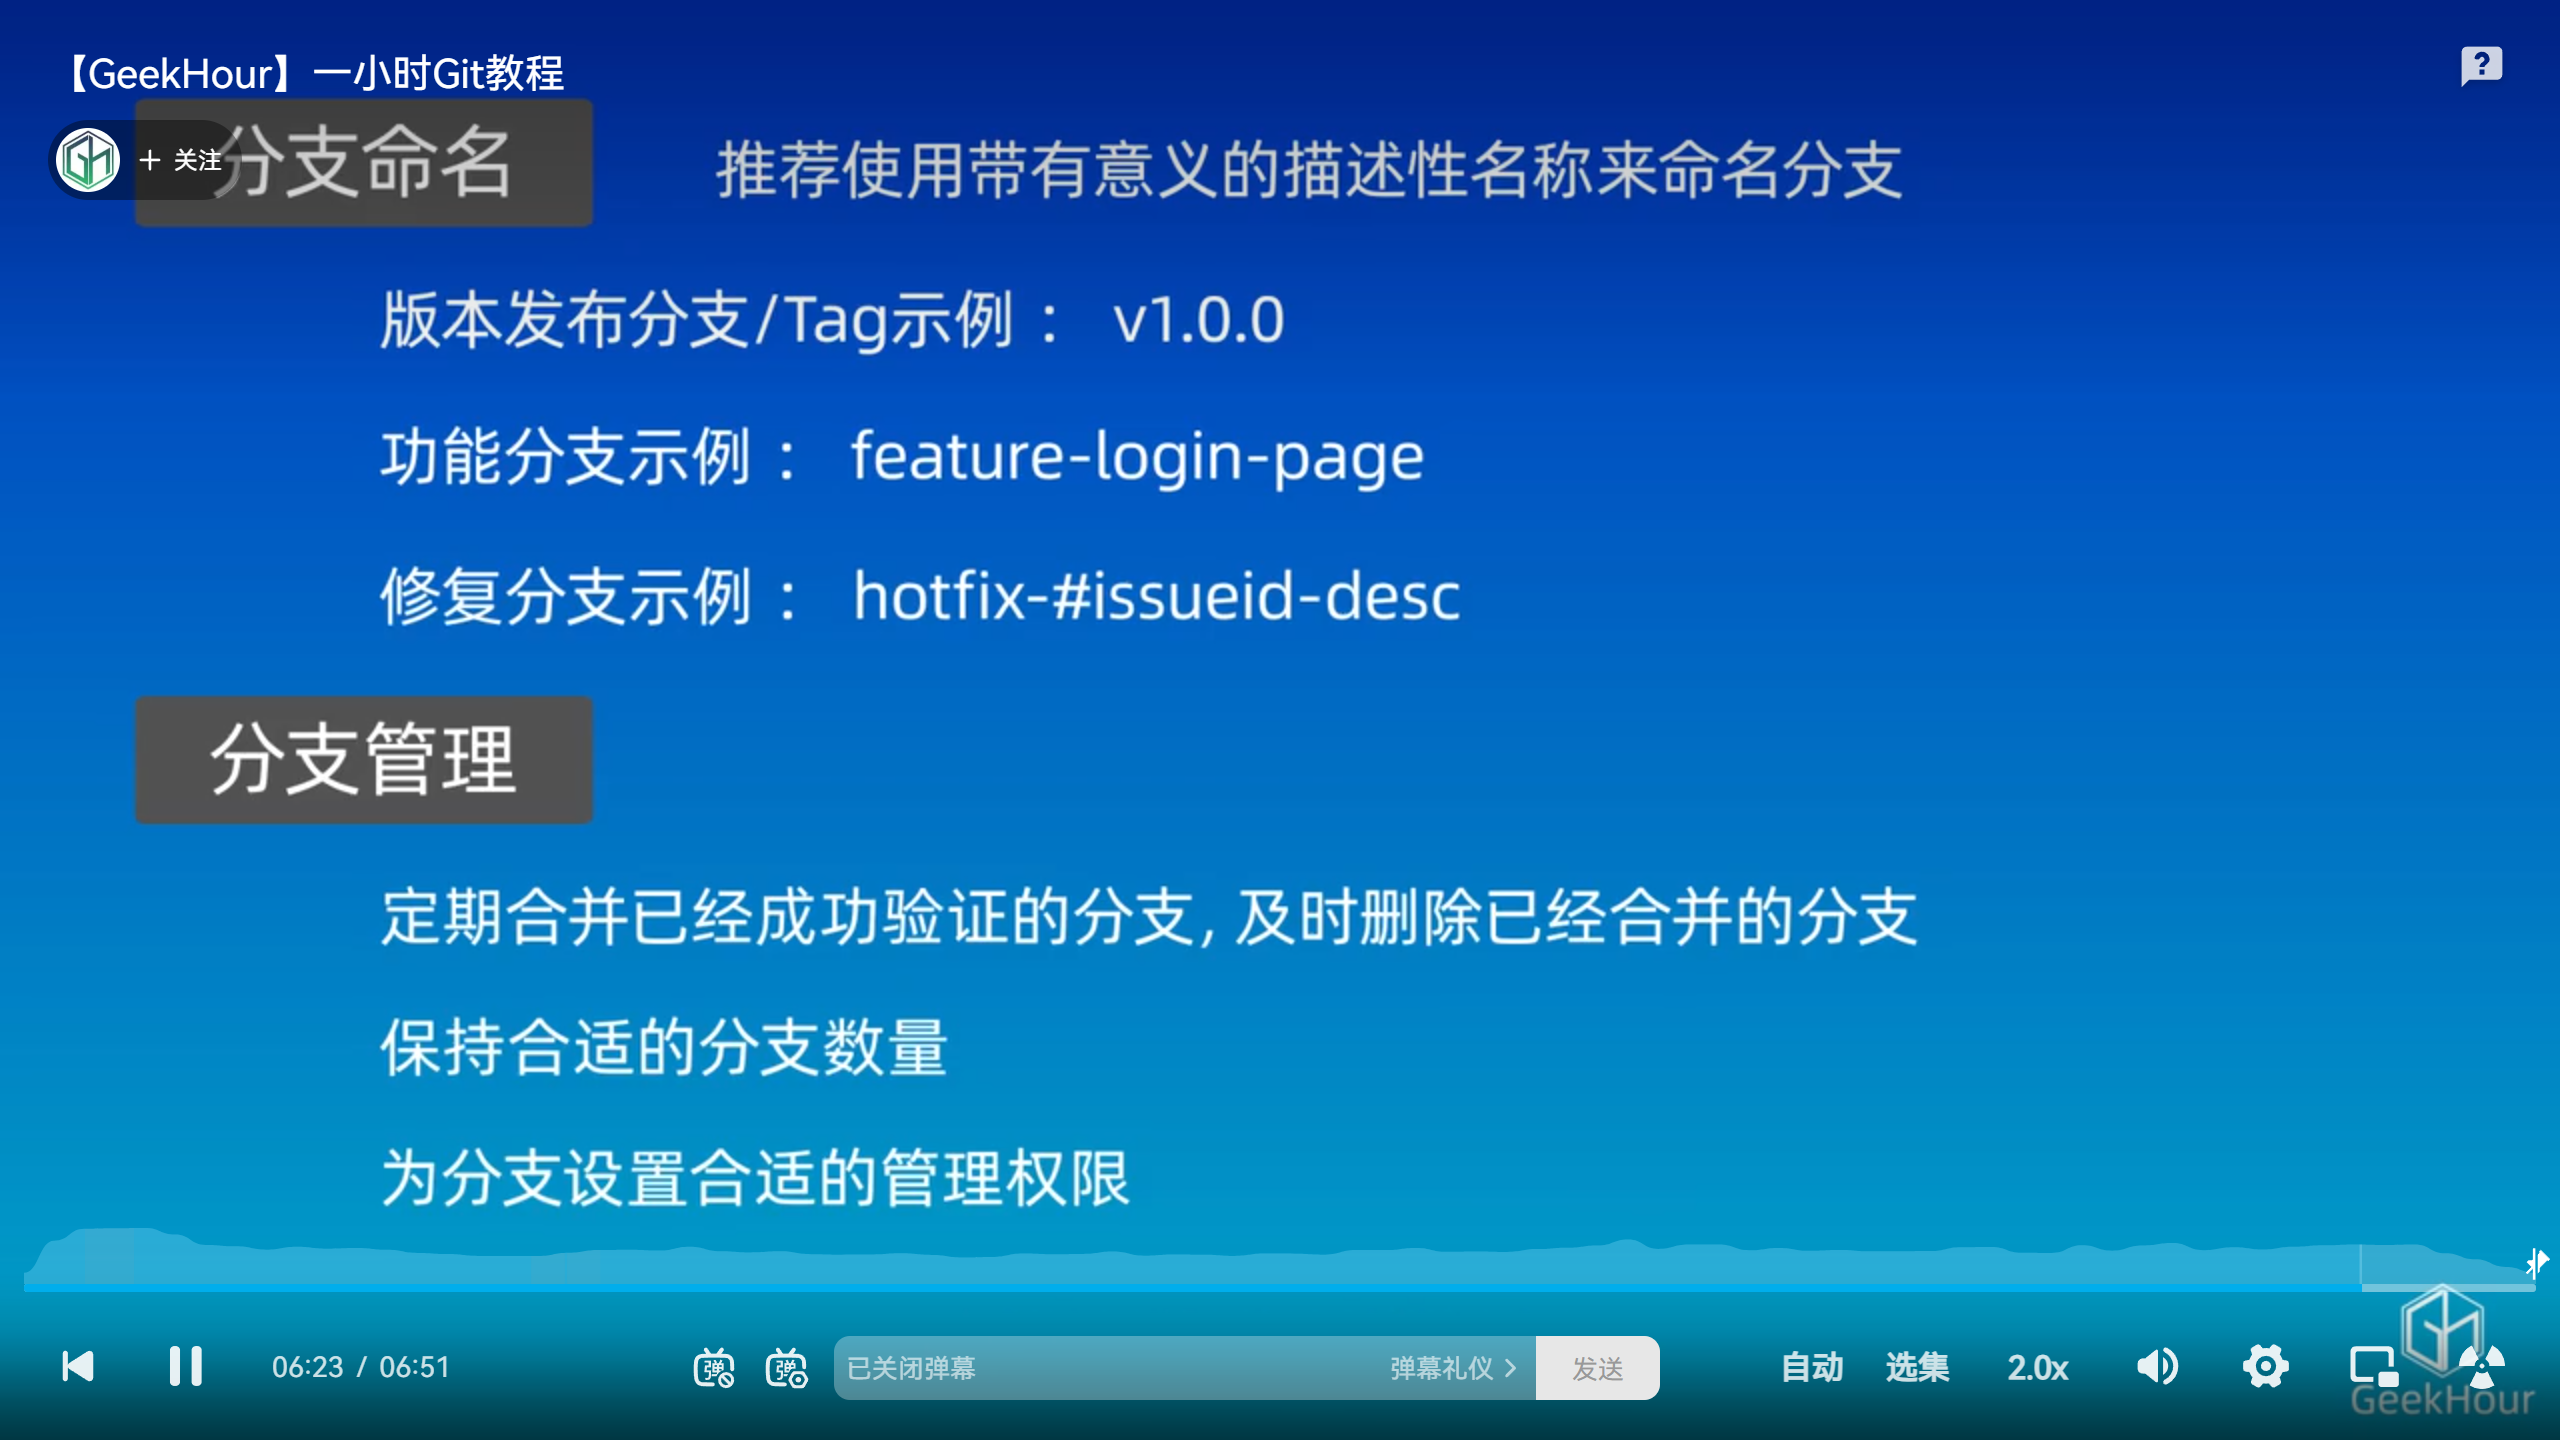 【GeekHour】一小时Git教程
+ 关注
分支命名
推荐使用带有意义的描述性名称来命名分支
版本发布分支/Tag示例： v1.0.0
功能分支示例： feature-login-page
修复分支示例： hotfix-#issueid-desc
分支管理
定期合并已经成功验证的分支, 及时删除已经合并的分支
保持合适的分支数量
为分支设置合适的管理权限
06:23 / 06:51
弹
弹
已关闭弹幕
弹幕礼仪 >
发送
自动
选集
2.0x
GeekHour